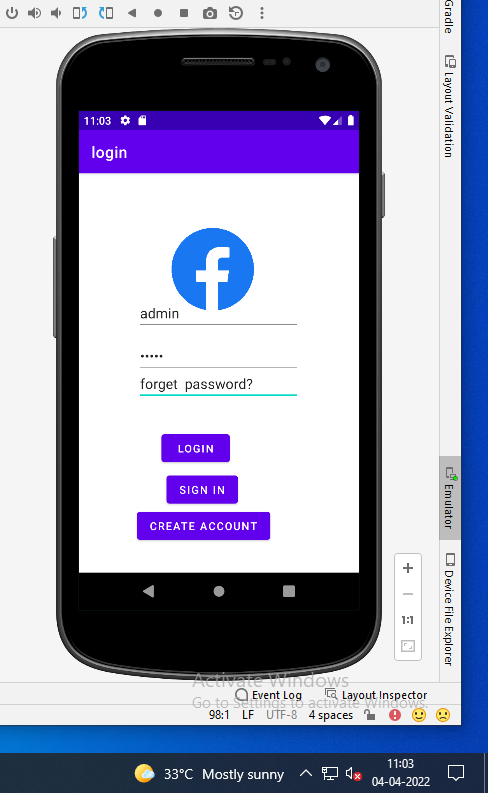 Gradle
Layout Validation
11:03
login
f
admin
•••••
forget password?
LOGIN
SIGN IN
CREATE ACCOUNT
Emulator
Device File Explorer
1:1
Activate Windows
Go to Settings to activate Windows.
Event Log
Layout Inspector
98:1 LF UTF-8 4 spaces
33°C Mostly sunny
11:03
04-04-2022